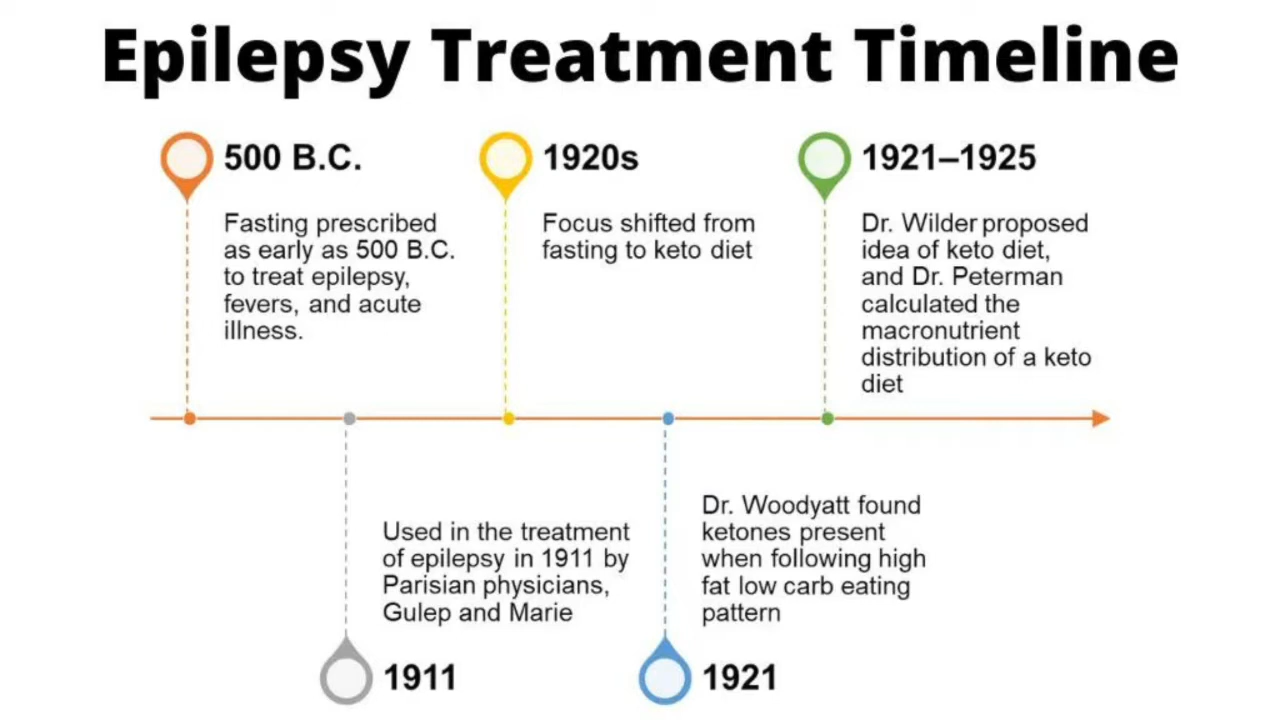 Epilepsy Treatment Timeline
500 B.C.
Fasting prescribed
as early as 500 B.C.
to treat epilepsy,
fevers, and acute
illness.
1920s
Focus shifted from
fasting to keto diet
1921–1925
Dr. Wilder proposed
idea of keto diet,
and Dr. Peterman
calculated the
macronutrient
distribution of a keto
diet
Used in the treatment
of epilepsy in 1911 by
Parisian physicians,
Gulep and Marie
1911
Dr. Woodyatt found
ketones present
when following high
fat low carb eating
pattern
1921